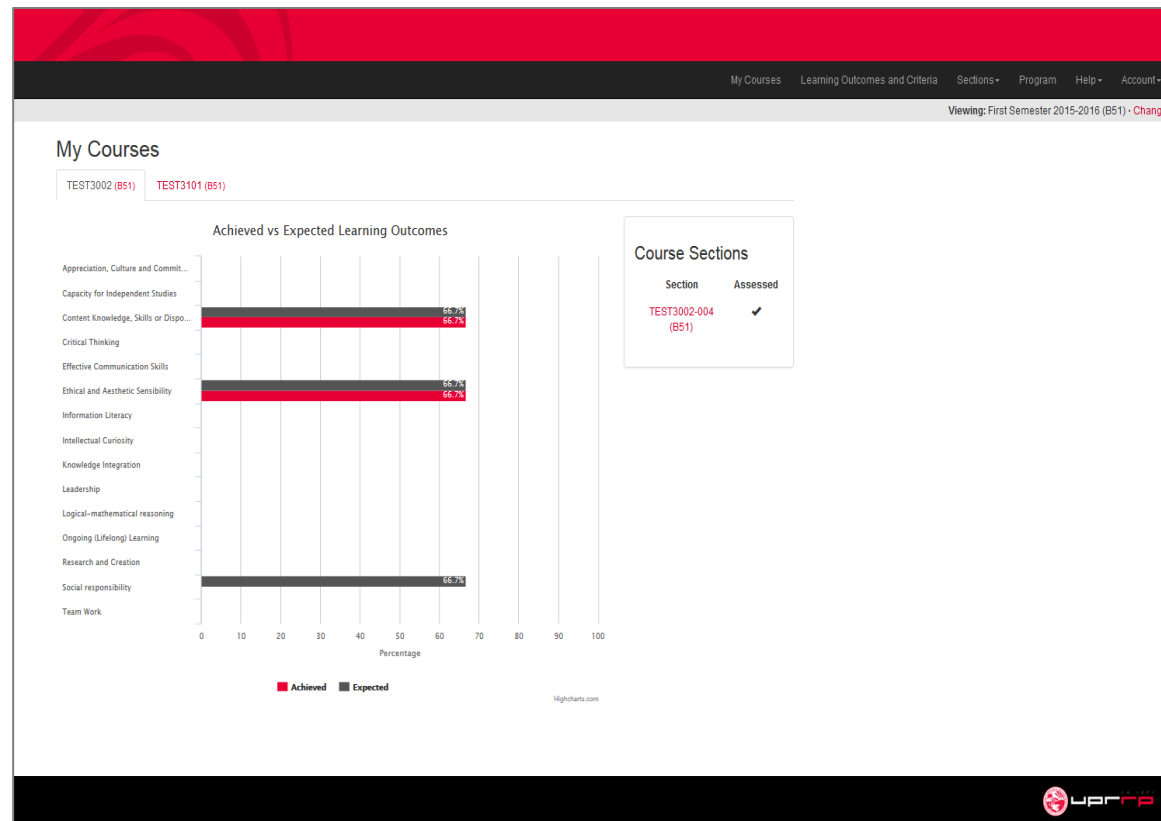 My Courses Learning Outcomes and Criteria Sections Program Help Account
Viewing: First Semester 2015-2016 (B51) · Chang
My Courses
TEST3002 (B51) TEST3101 (B51)
Achieved vs Expected Learning Outcomes
Appreciation, Culture and Commit...
Capacity for Independent Studies
Content Knowledge, Skills or Dispo...
66.7%
66.7%
Critical Thinking
Effective Communication Skills
Ethical and Aesthetic Sensibility
66.7%
66.7%
Information Literacy
Intellectual Curiosity
Knowledge Integration
Leadership
Logical-mathematical reasoning
Ongoing (Lifelong) Learning
Research and Creation
Social responsibility
66.7%
Team Work
0 10 20 30 40 50 60 70 80 90 100
Percentage
Achieved Expected
Highcharts.com
Course Sections
Section Assessed
TEST3002-004 ✔
(B51)
uprrp